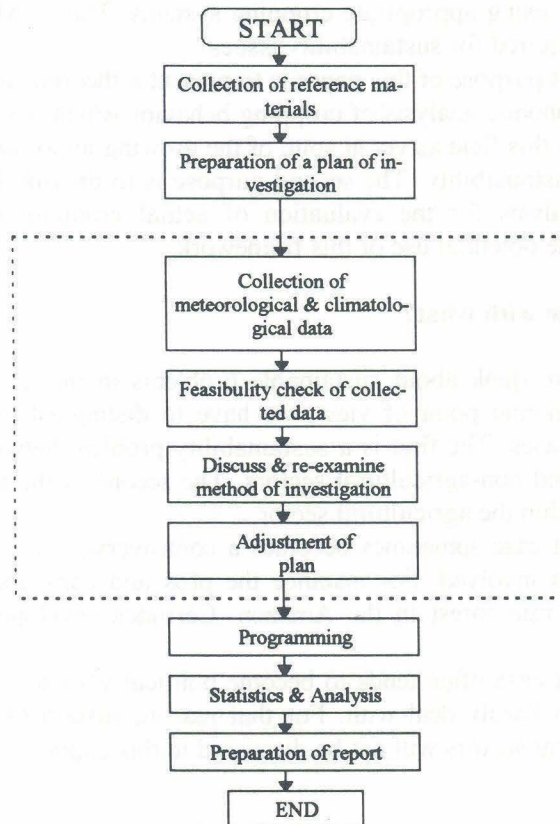 START
Collection of reference ma-
terials
Preparation of a plan of in-
vestigation
Collection of
meteorological & climatolo-
gical data
Feasibulity check of collec-
ted data
Discuss & re-examine
method of investigation
Adjustment of
plan
Programming
Statistics & Analysis
Preparation of report
END